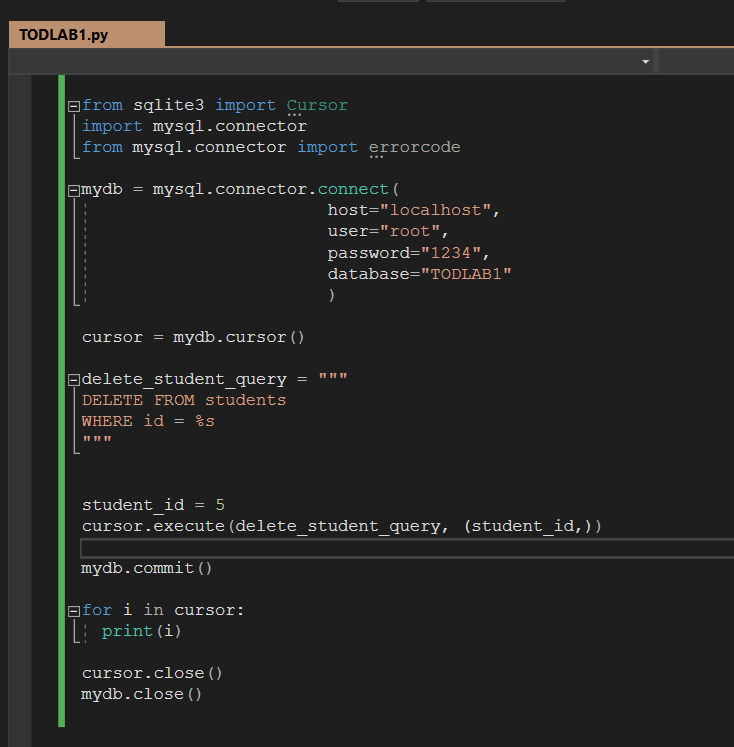 TODLAB1.py
from sqlite3 import Cursor
import mysql.connector
from mysql.connector import errorcode
mydb = mysql.connector.connect(
host="localhost",
user="root",
password="1234",
database="TODLAB1"
)
cursor = mydb.cursor()
delete_student_query = """
DELETE FROM students
WHERE id = %s
"""
student_id = 5
cursor.execute(delete_student_query, (student_id,))
mydb.commit()
for i in cursor:
print(i)
cursor.close()
mydb.close()